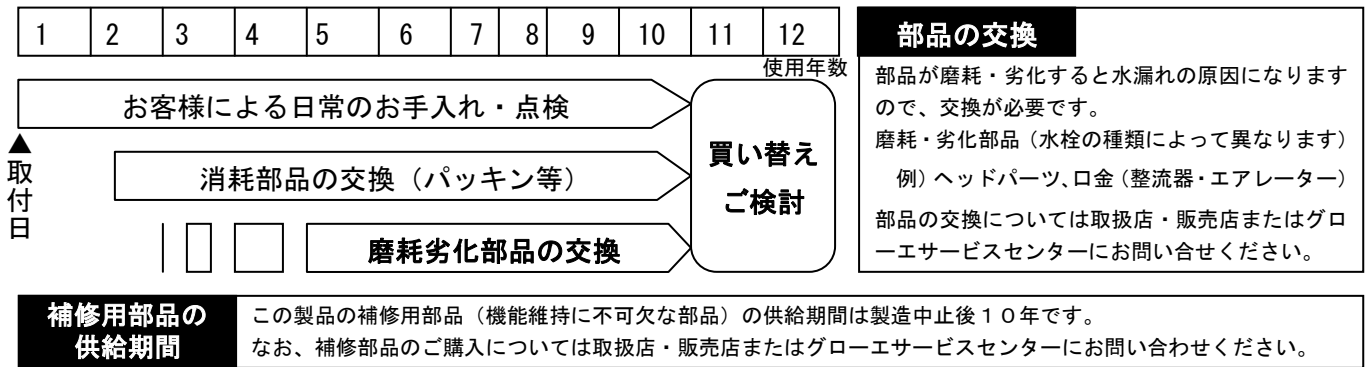 1 2 3 4 5 6 7 8 9 10 11 12
使用年数
お客様による日常のお手入れ・点検
▲取付日
消耗部品の交換（パッキン等）
磨耗劣化部品の交換
買い替え
ご検討
部品の交換
部品が磨耗・劣化すると水漏れの原因になります
ので、交換が必要です。
磨耗・劣化部品（水栓の種類によって異なります）
例）ヘッドパーツ、口金（整流器・エアレーター）
部品の交換については取扱店・販売店またはグロ
ーエサービスセンターにお問い合せください。
補修用部品の
供給期間
この製品の補修用部品（機能維持に不可欠な部品）の供給期間は製造中止後１０年です。
なお、補修部品のご購入については取扱店・販売店またはグローエサービスセンターにお問い合わせください。